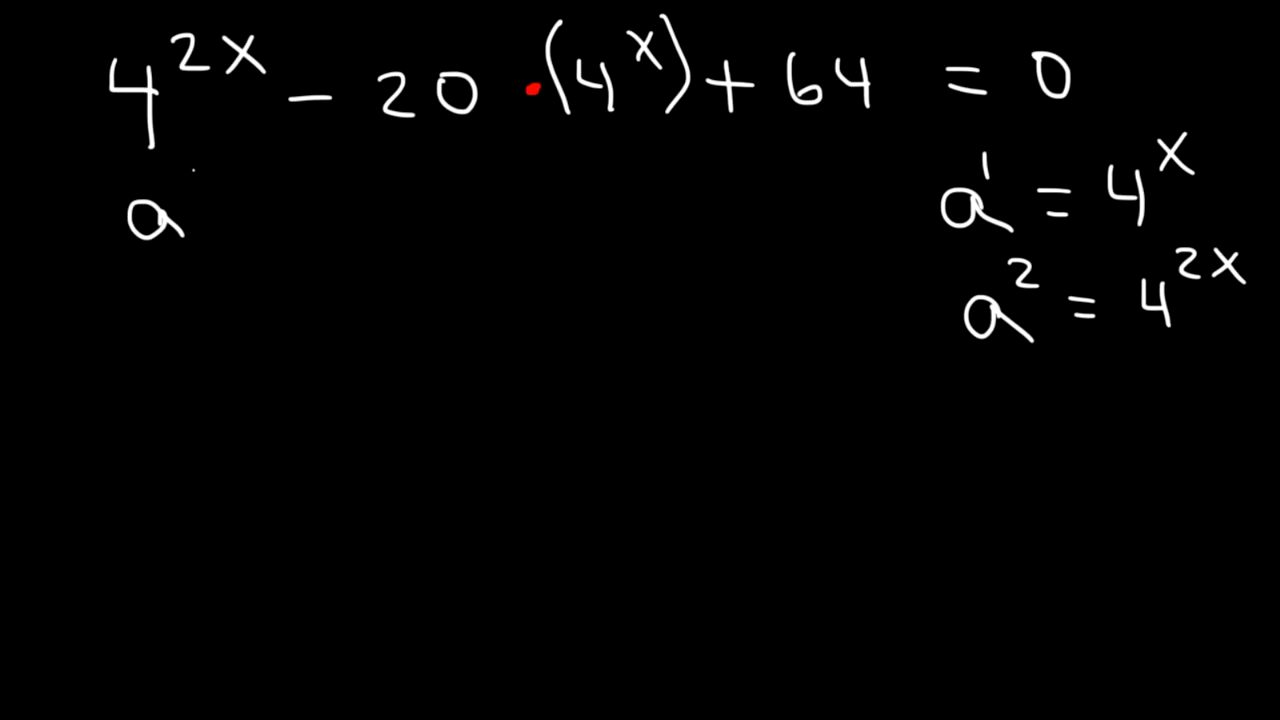 4^{2x} - 20 · (4^x) + 64 = 0
a^1 = 4^x
a
a^2 = 4^{2x}